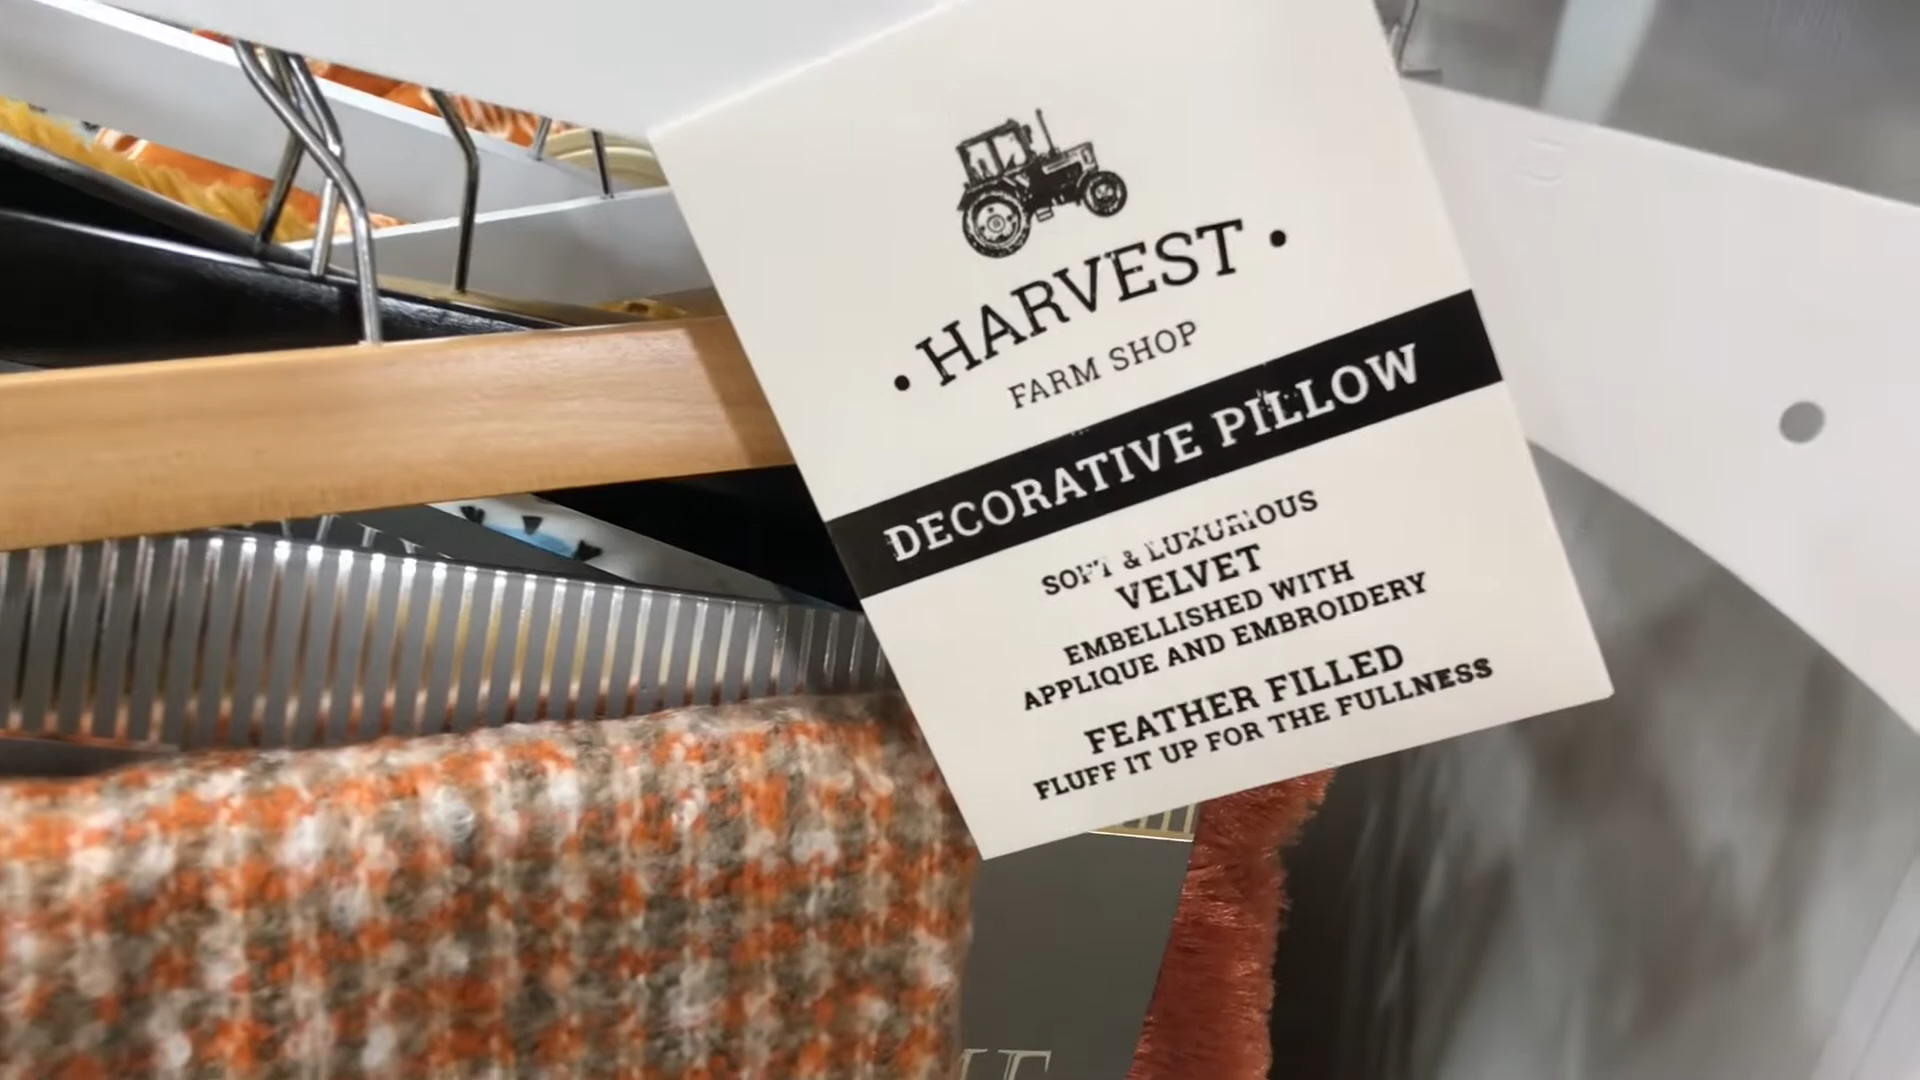 • HARVEST •
FARM SHOP
DECORATIVE PILLOW
SOFT & LUXURIOUS
VELVET
EMBELLISHED WITH
APPLIQUE AND EMBROIDERY
FEATHER FILLED
FLUFF IT UP FOR THE FULLNESS